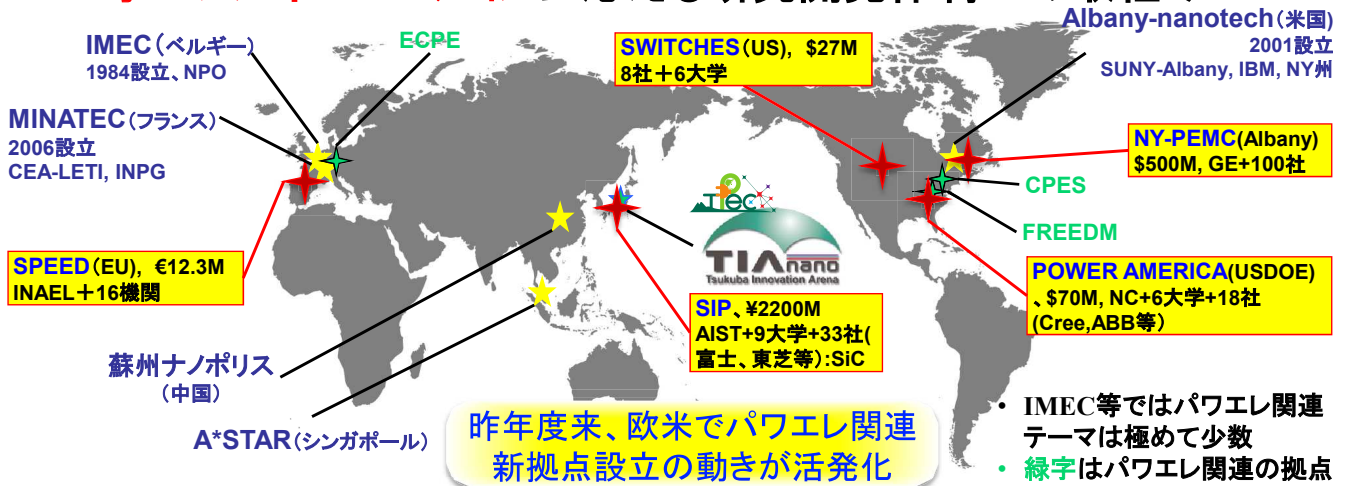 IMEC（ベルギー）
1984設立、NPO
ECPE
MINATEC（フランス）
2006設立
CEA-LETI, INPG
SPEED（EU), €12.3M
INAEL＋16機関
蘇州ナノポリス
（中国）
A*STAR（シンガポール）
SWITCHES（US), $27M
8社＋6大学
TPEC
TIA nano
Tsukuba Innovation Arena
SIP、¥2200M
AIST+9大学+33社(
富士、東芝等）:SiC
Albany-nanotech（米国）
2001設立
SUNY-Albany, IBM, NY州
NY-PEMC(Albany)
$500M, GE+100社
CPES
FREEDM
POWER AMERICA(USDOE)
、$70M, NC+6大学+18社
(Cree,ABB等）
昨年度来、欧米でパワエレ関連
新拠点設立の動きが活発化
・ IMEC等ではパワエレ関連
テーマは極めて少数
・ 緑字はパワエレ関連の拠点